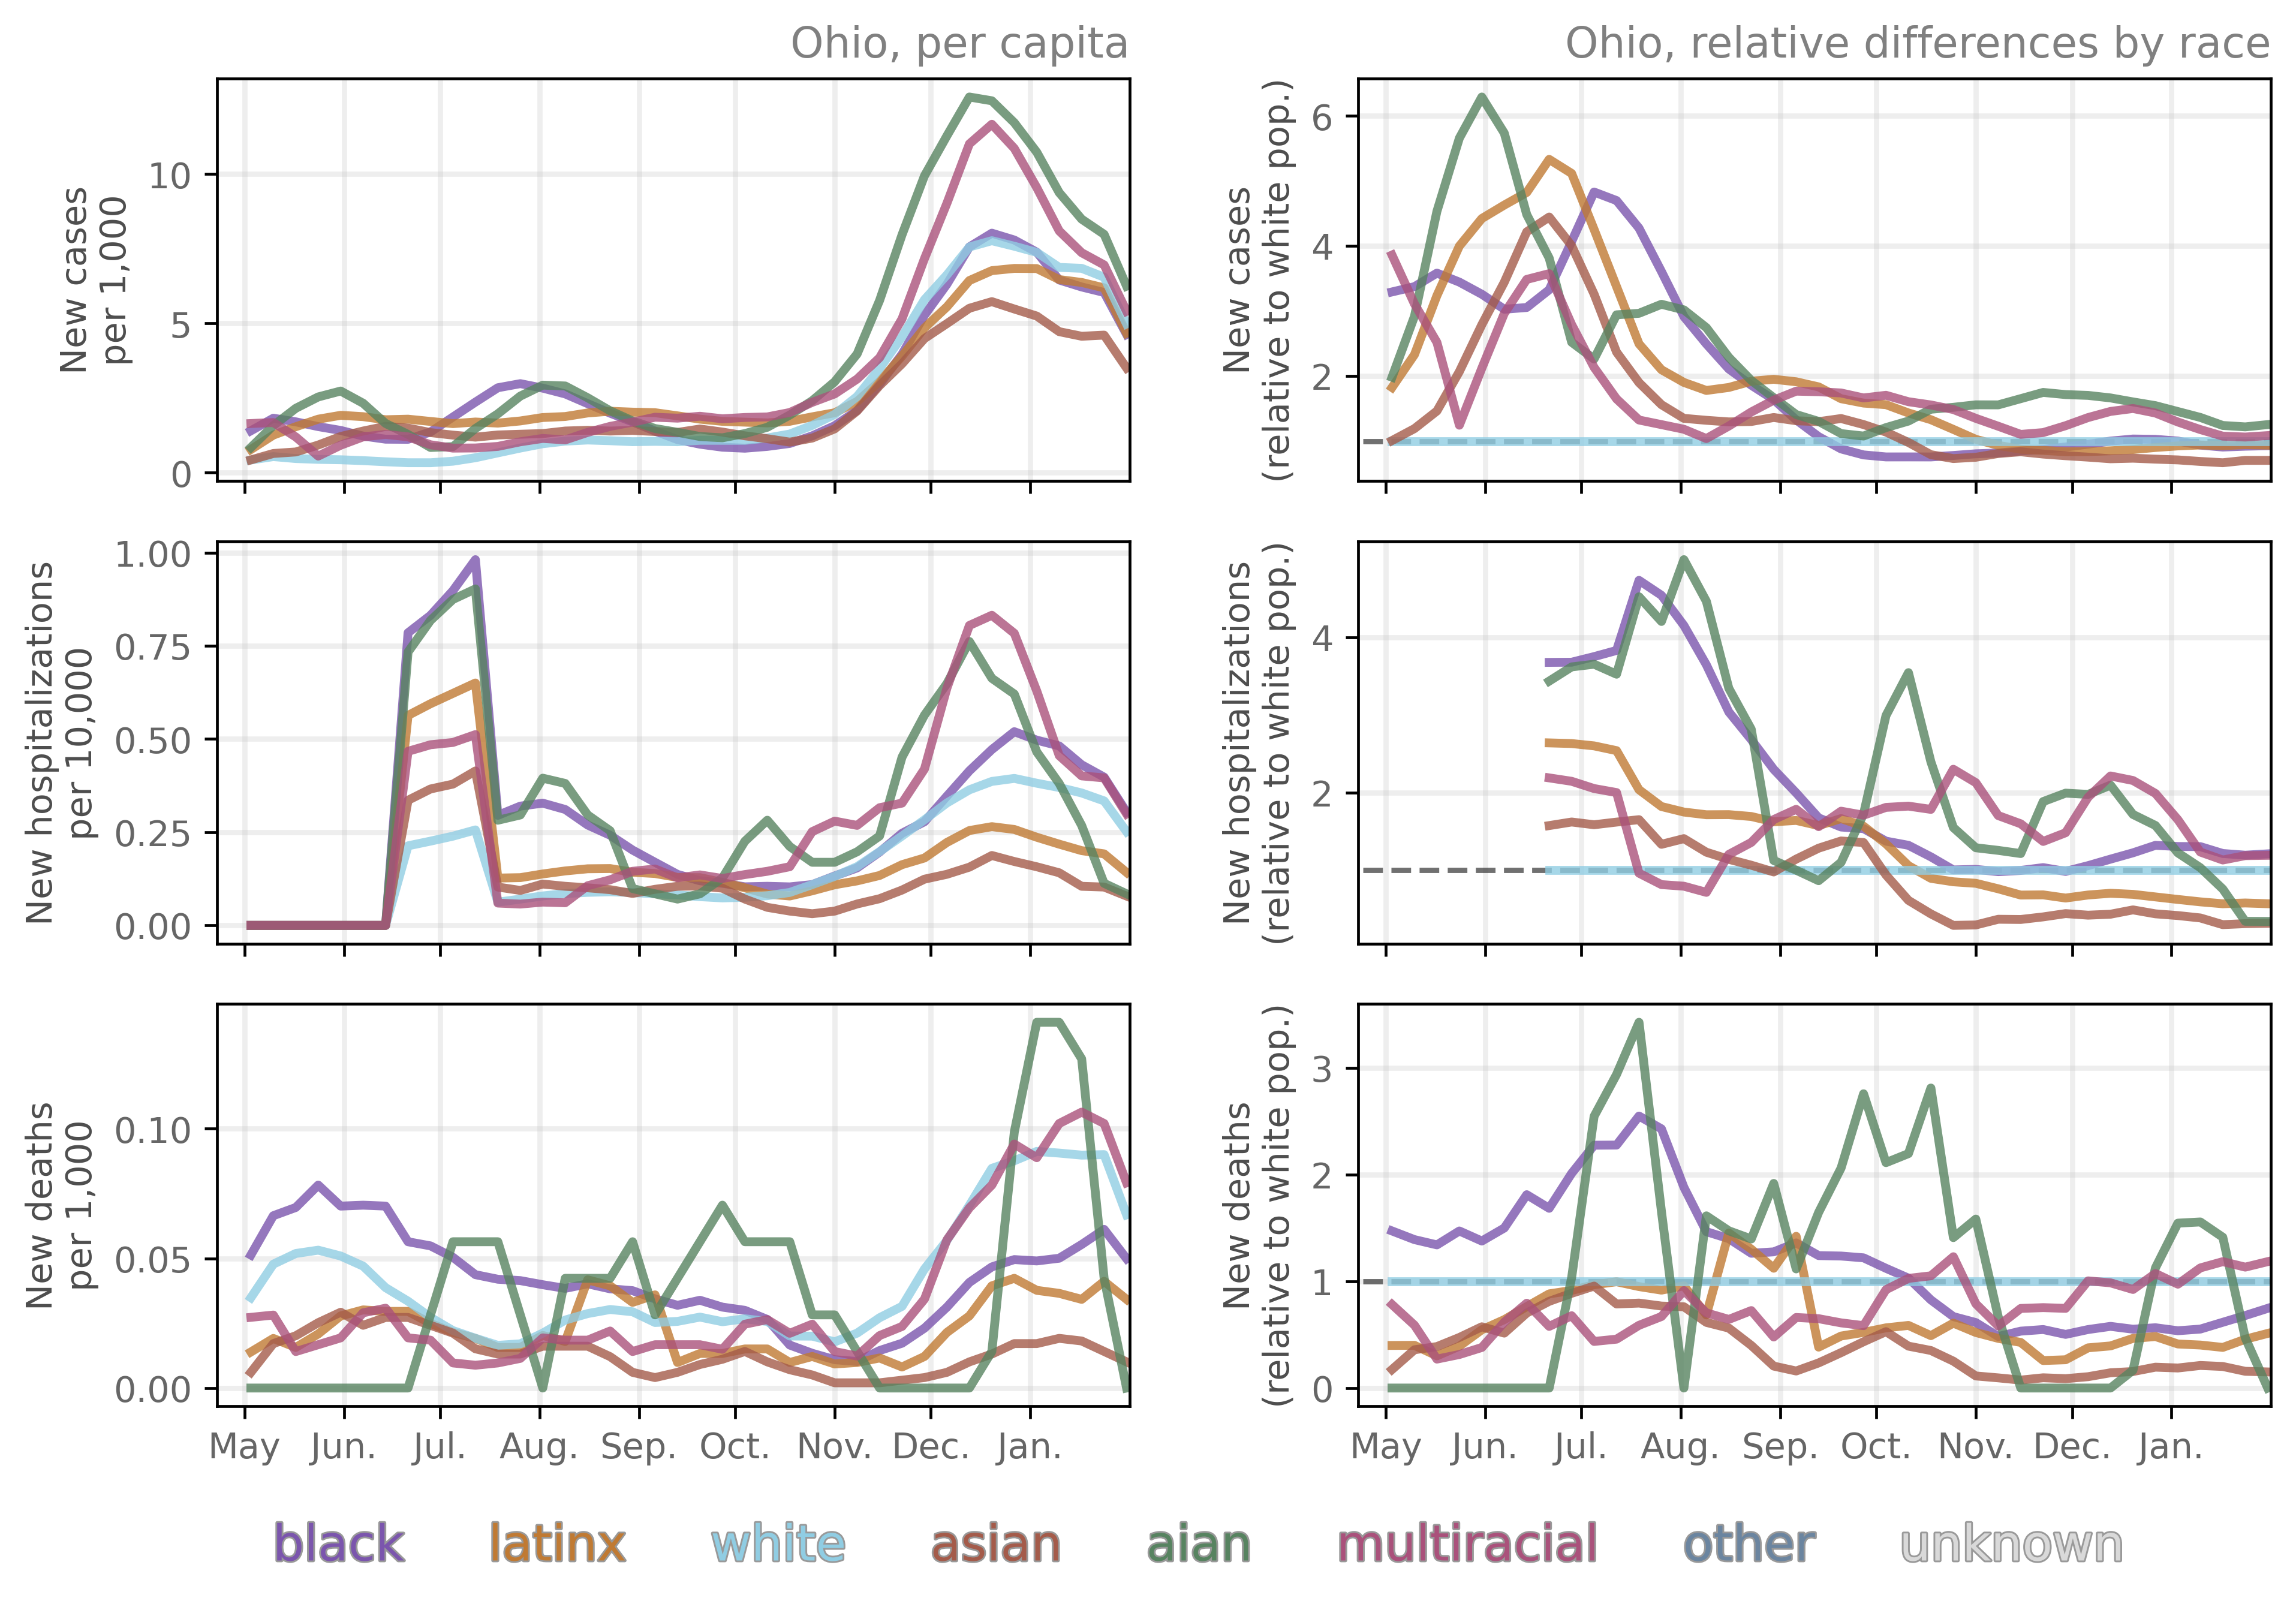 Ohio, per capita
Ohio, relative differences by race
New cases
per 1,000
10
5
0
New cases
(relative to white pop.)
6
4
2
New hospitalizations
per 10,000
1.00
0.75
0.50
0.25
0.00
New hospitalizations
(relative to white pop.)
4
2
New deaths
per 1,000
0.10
0.05
0.00
May Jun. Jul. Aug. Sep. Oct. Nov. Dec. Jan.
New deaths
(relative to white pop.)
3
2
1
0
May Jun. Jul. Aug. Sep. Oct. Nov. Dec. Jan.
black latinx white asian aian multiracial other unknown